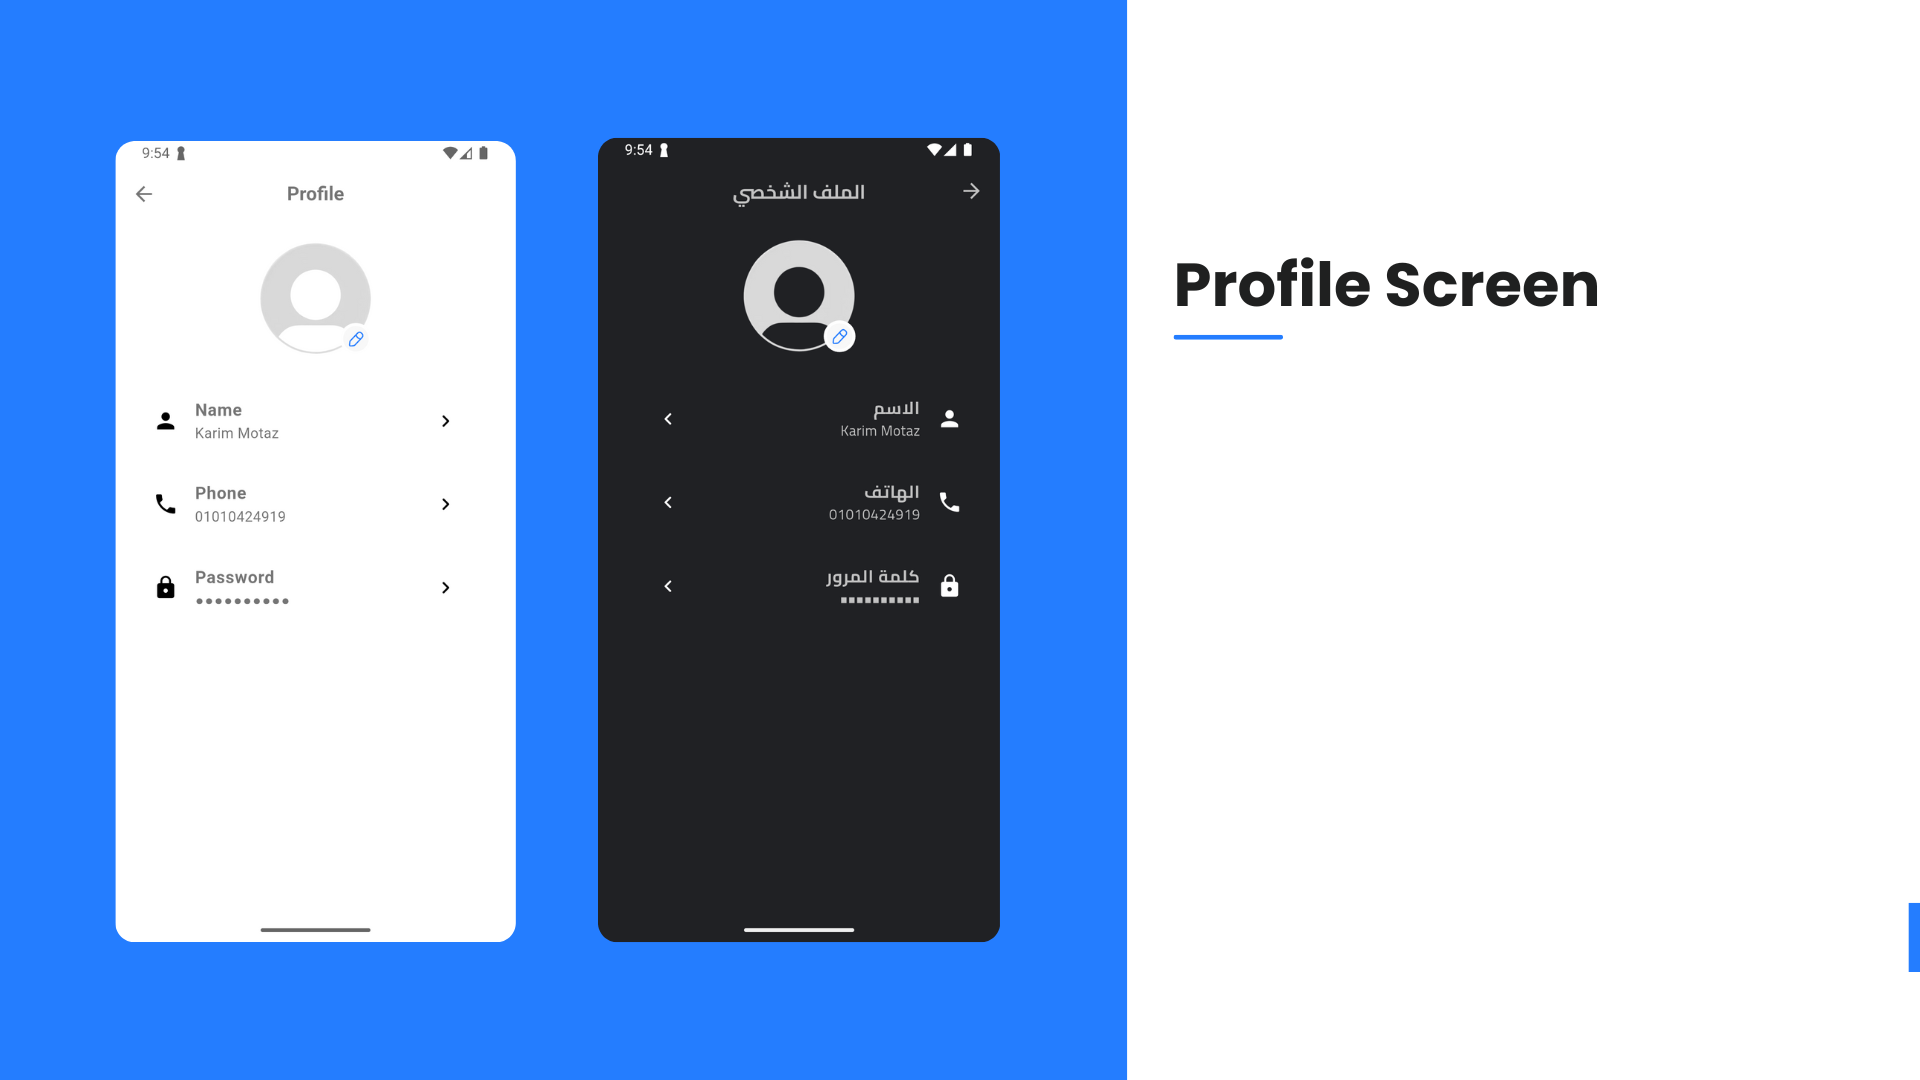 9:54
Profile
Name
Karim Motaz
Phone
01010424919
Password
••••••••••
9:54
الملف الشخصي
الاسم
Karim Motaz
الهاتف
01010424919
كلمة المرور
▪▪▪▪▪▪▪▪▪▪
Profile Screen